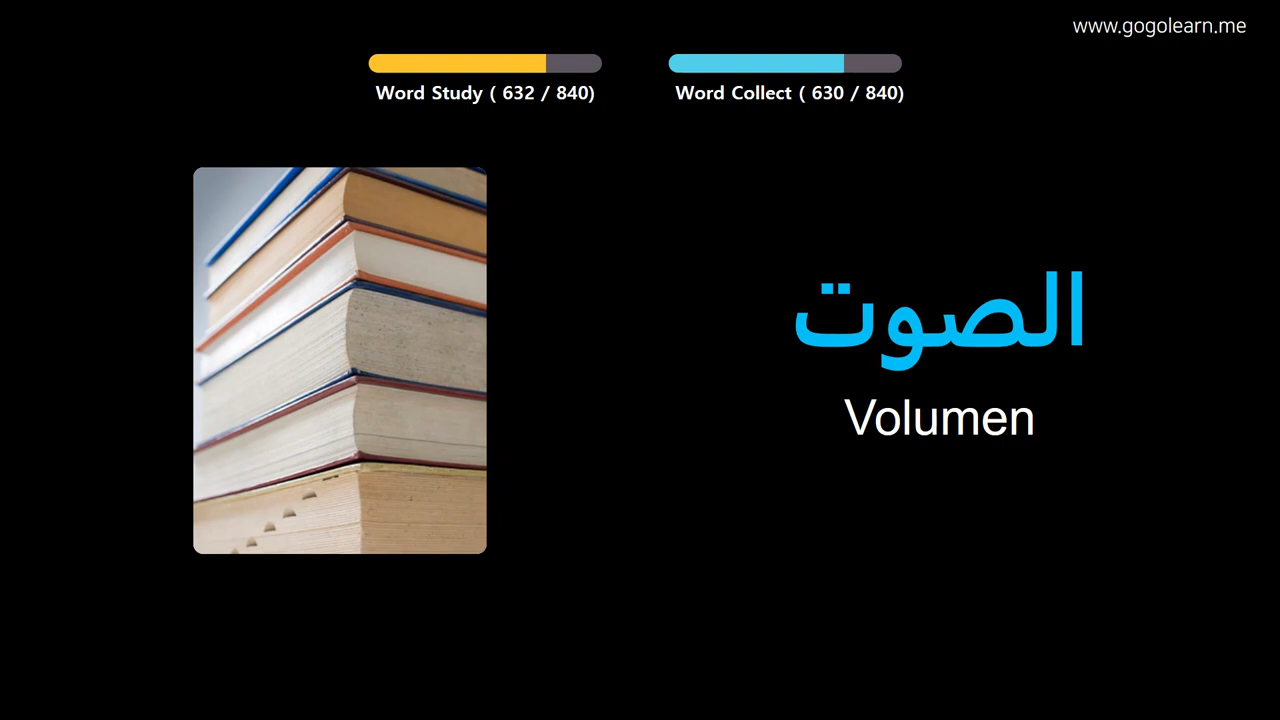 www.gogolearn.me
Word Study ( 632 / 840)
Word Collect ( 630 / 840)
الصوت
Volumen